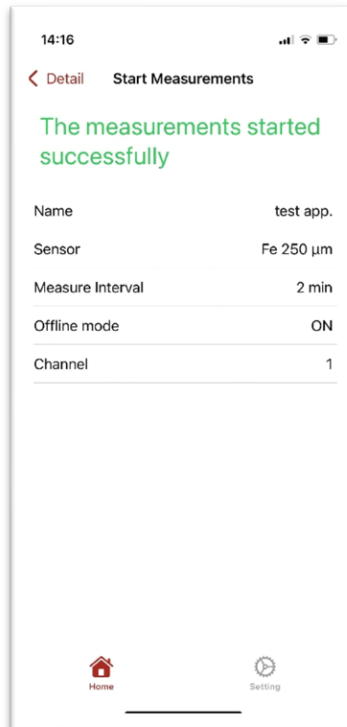 14:16
Detail Start Measurements
The measurements started
successfully
Name test app.
Sensor Fe 250 µm
Measure Interval 2 min
Offline mode ON
Channel 1
Home Setting